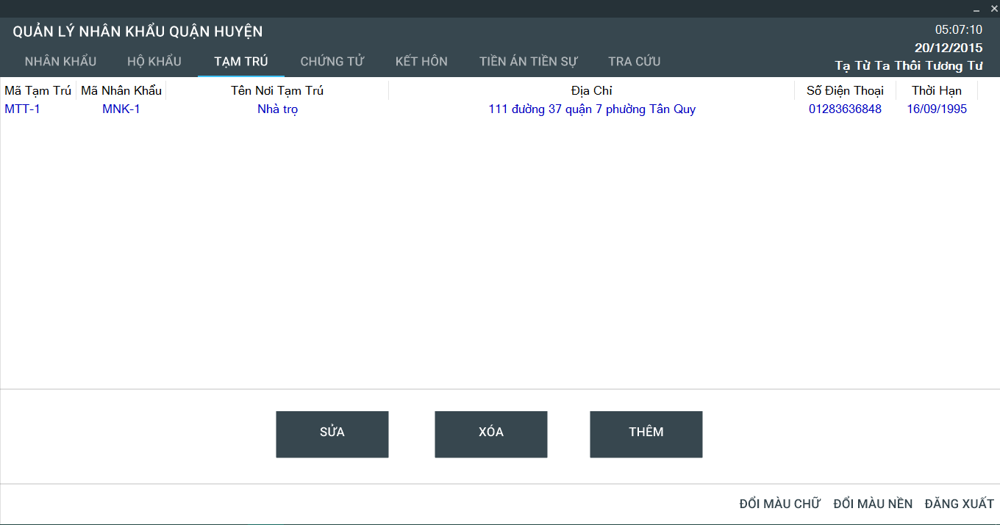 QUẢN LÝ NHÂN KHẨU QUẬN HUYỆN
05:07:10
20/12/2015
Tạ Từ Ta Thôi Tương Tư
NHÂN KHẨU HỘ KHẨU TẠM TRÚ CHỨNG TỬ KẾT HÔN TIỀN ÁN TIỀN SỰ TRA CỨU
Mã Tạm Trú Mã Nhân Khẩu Tên Nơi Tạm Trú Địa Chỉ Số Điện Thoại Thời Hạn
MTT-1 MNK-1 Nhà trọ 111 đường 37 quận 7 phường Tân Quy 01283636848 16/09/1995
SỬA XÓA THÊM
ĐỔI MÀU CHỮ ĐỔI MÀU NỀN ĐĂNG XUẤT